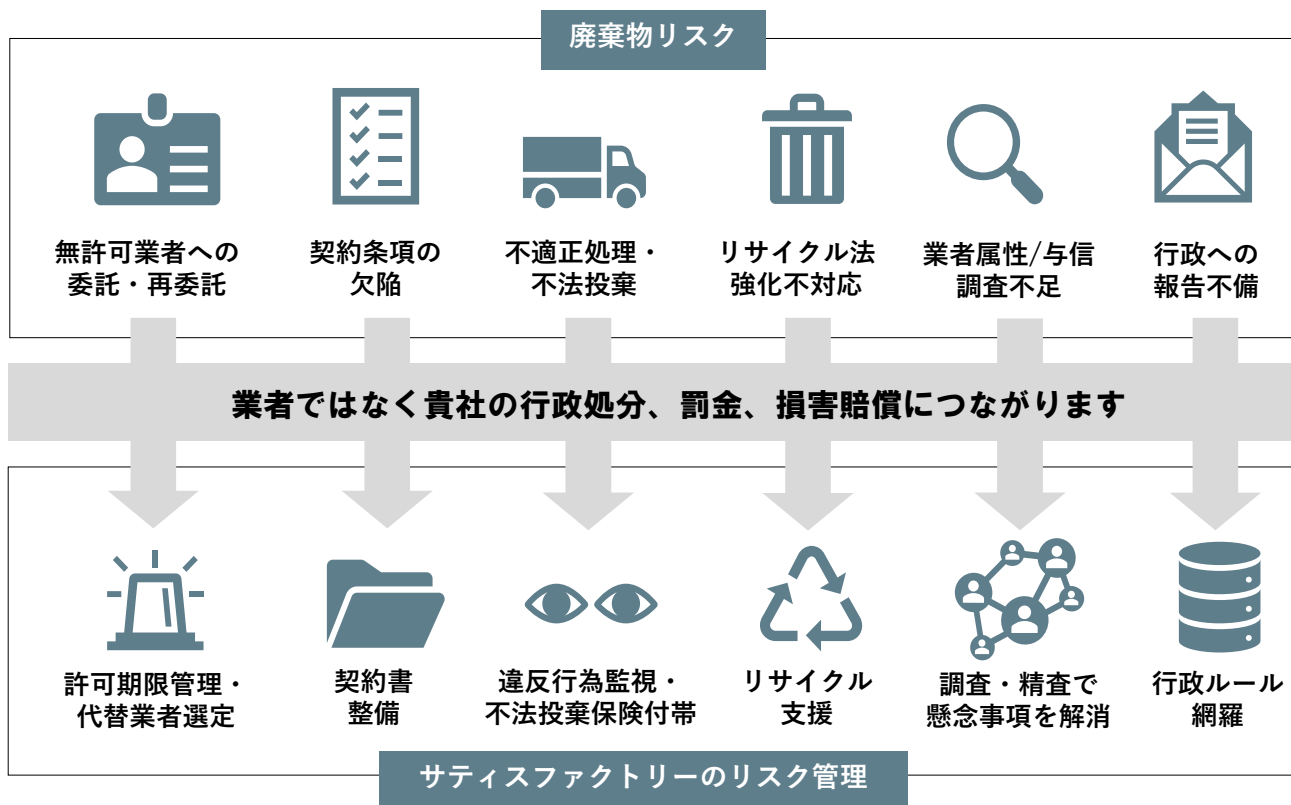 廃棄物リスク
無許可業者への
委託・再委託
契約条項の
欠陥
不適正処理・
不法投棄
リサイクル法
強化不対応
業者属性/与信
調査不足
行政への
報告不備
業者ではなく貴社の行政処分、罰金、損害賠償につながります
許可期限管理・
代替業者選定
契約書
整備
違反行為監視・
不法投棄保険付帯
リサイクル
支援
調査・精査で
懸念事項を解消
行政ルール
網羅
サティスファクトリーのリスク管理